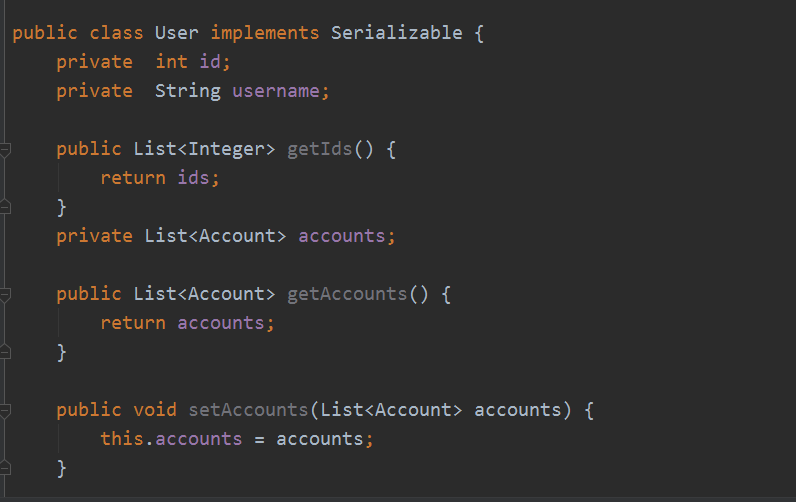 public class User implements Serializable {
    private  int id;
    private  String username;

    public List<Integer> getIds() {
        return ids;
    }
    private List<Account> accounts;

    public List<Account> getAccounts() {
        return accounts;
    }

    public void setAccounts(List<Account> accounts) {
        this.accounts = accounts;
    }